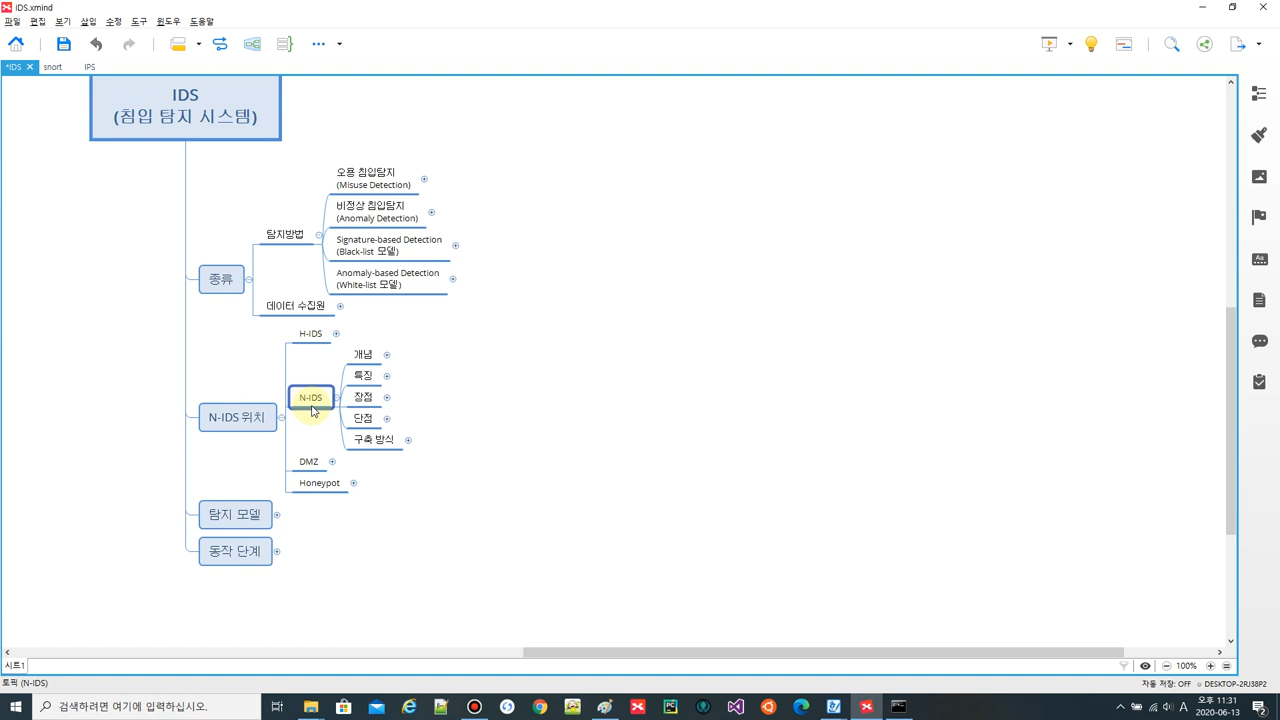 IDS.xmind
파일 편집 보기 삽입 수정 도구 윈도우 도움말
*IDS snort IPS
IDS
(침입 탐지 시스템)
오용 침입탐지
(Misuse Detection)
비정상 침입탐지
(Anomaly Detection)
탐지방법
Signature-based Detection
(Black-list 모델)
Anomaly-based Detection
(White-list 모델)
종류
데이터 수집원
H-IDS
개념
특징
N-IDS
장점
N-IDS 위치
단점
구축 방식
DMZ
Honeypot
탐지 모델
동작 단계
시트1
100%
토픽 (N-IDS)
자동 저장: OFF
DESKTOP-2RJ38P2
검색하려면 여기에 입력하십시오.
A
오후 11:31
2020-06-13
2